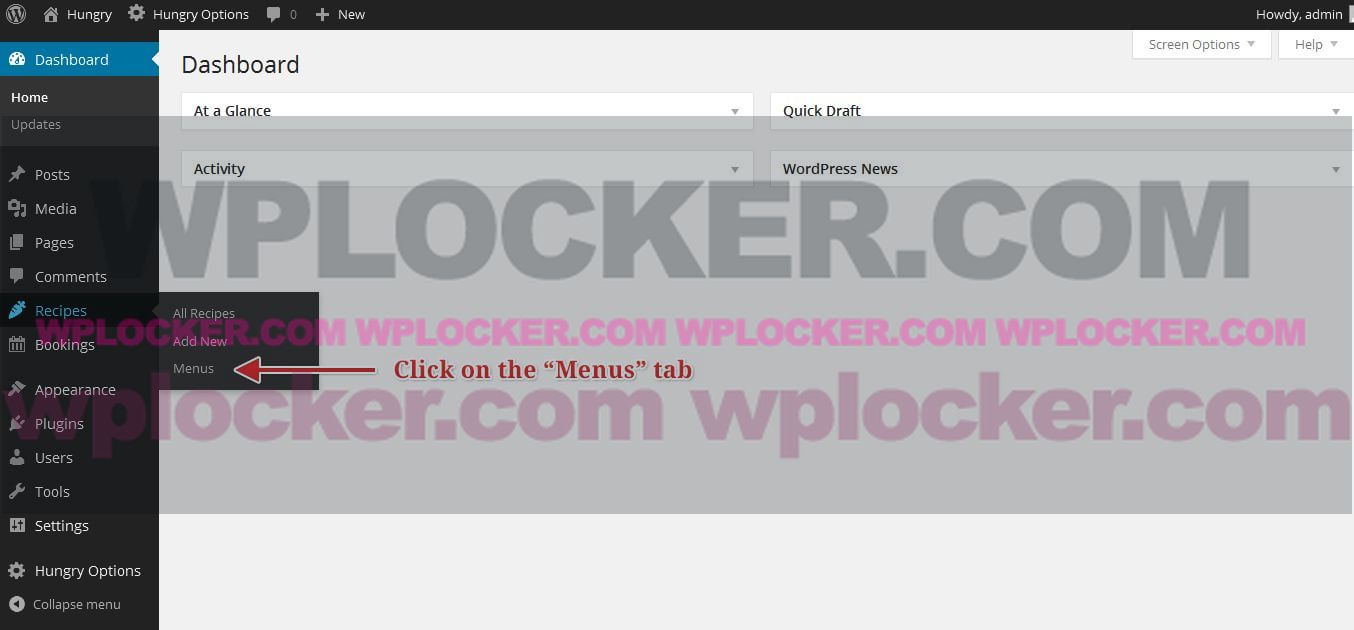 Hungry Hungry Options 0 New Howdy, admin
Screen Options Help
Dashboard
Home
Updates
Posts
Media
Pages
Comments
Recipes
Bookings
Appearance
Plugins
Users
Tools
Settings
Hungry Options
Collapse menu
All Recipes
Add New
Menus
Dashboard
At a Glance
Quick Draft
Activity
WordPress News
Click on the “Menus” tab
WPLOCKER.COM
WPLOCKER.COM WPLOCKER.COM WPLOCKER.COM WPLOCKER.COM
wplocker.com wplocker.com